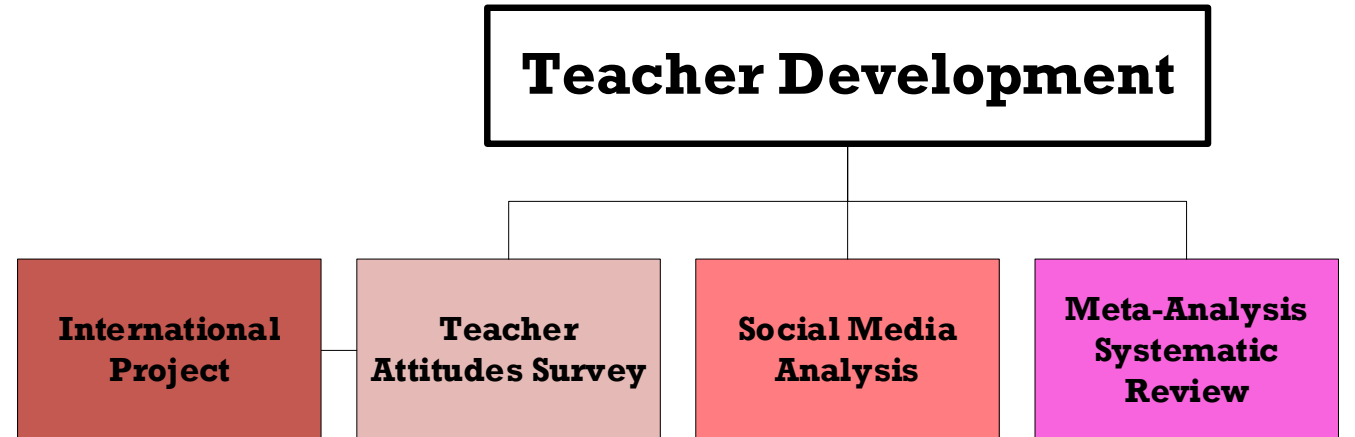 Teacher Development
International
Project
Teacher
Attitudes Survey
Social Media
Analysis
Meta-Analysis
Systematic
Review